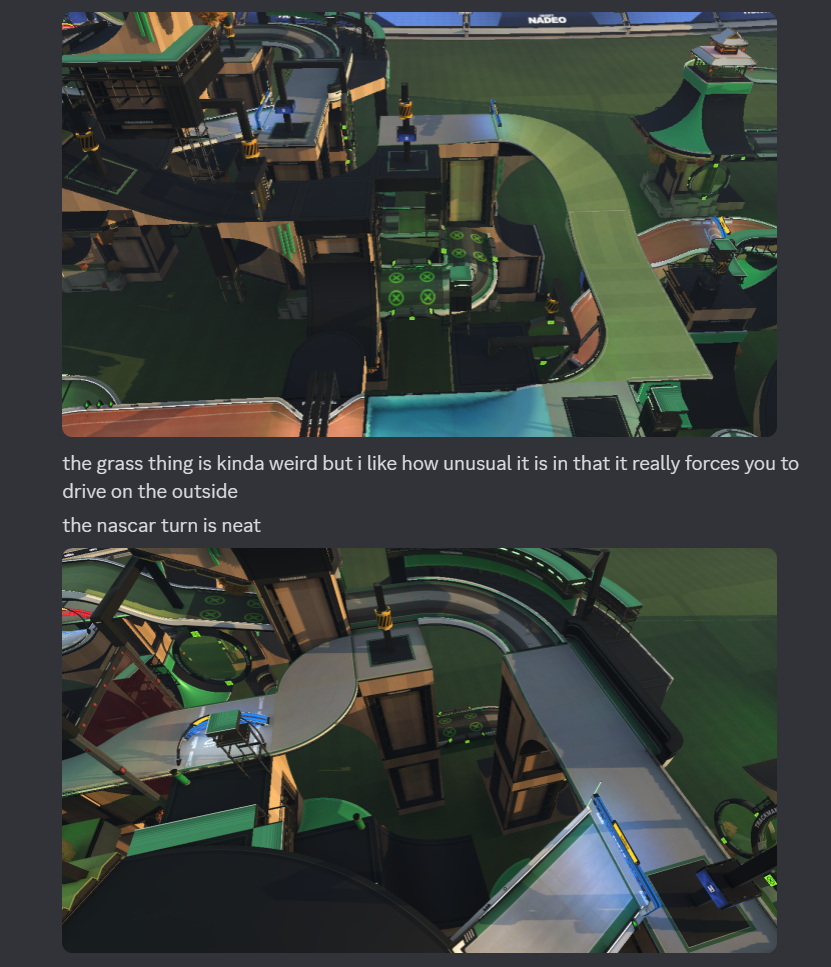 NADEO
the grass thing is kinda weird but i like how unusual it is in that it really forces you to
drive on the outside
the nascar turn is neat